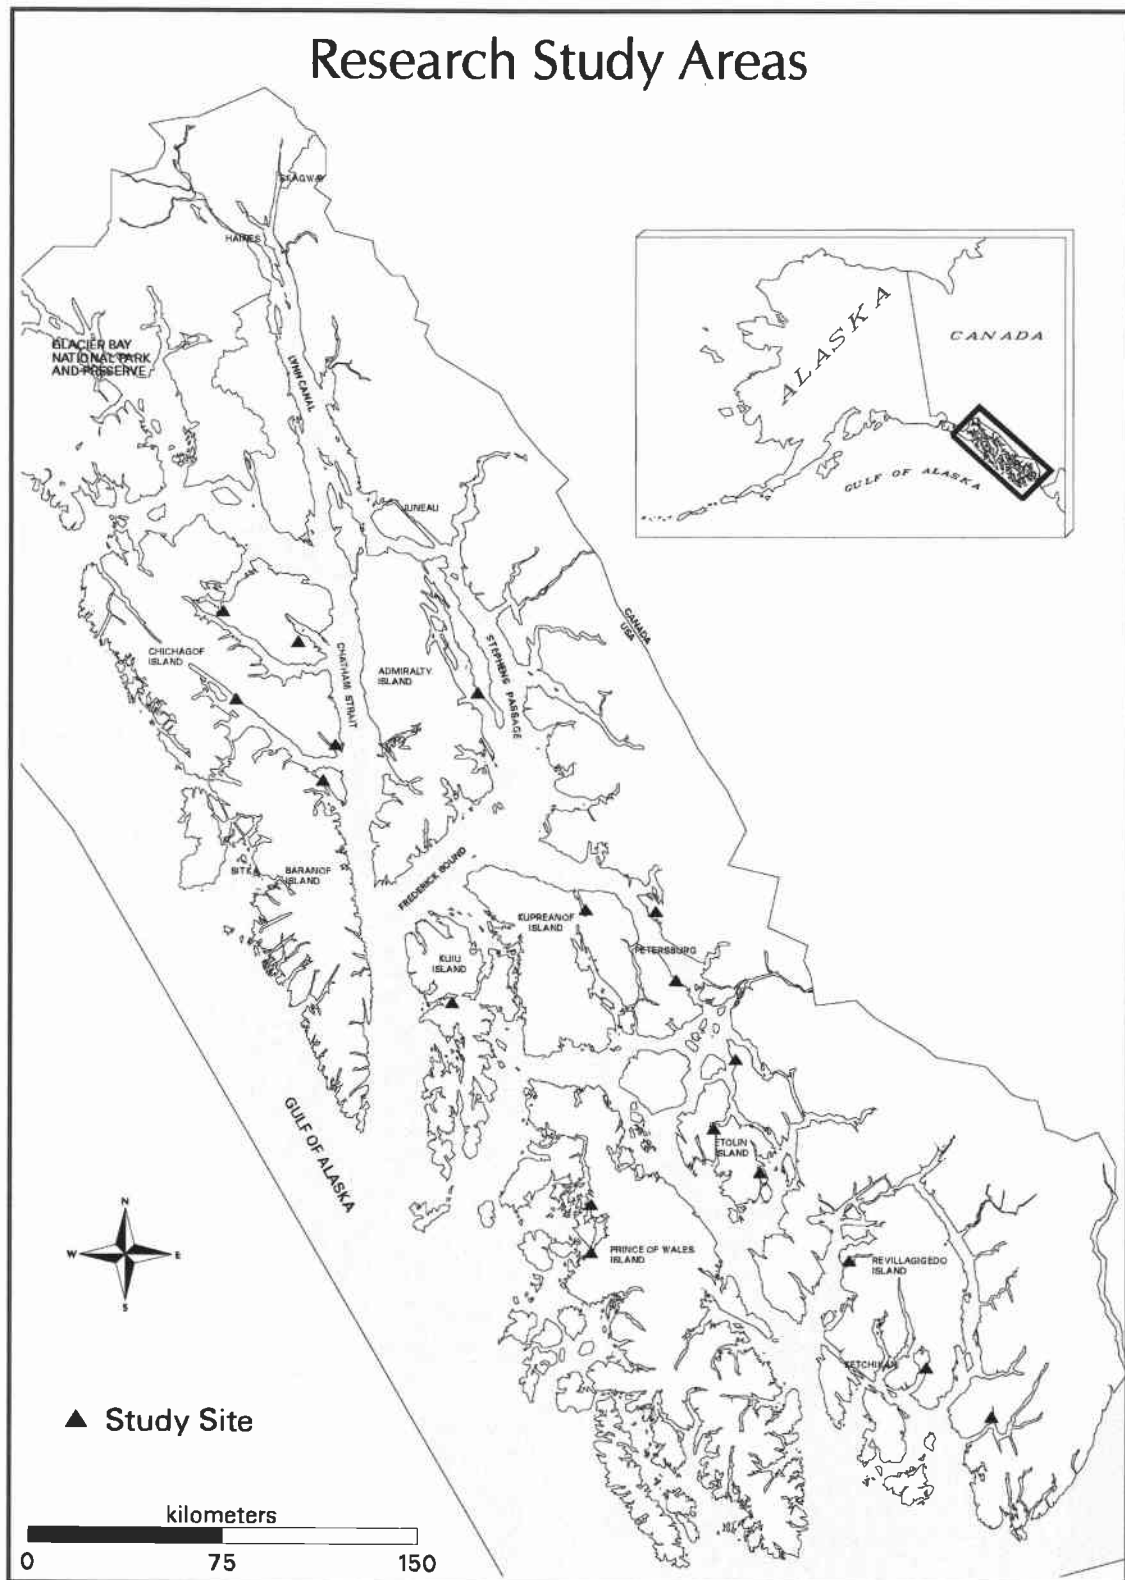 Research Study Areas
SKAGWAY
HAINES
GLACIER BAY
NATIONAL PARK
AND PRESERVE
LYNN CANAL
JUNEAU
ALASKA
CANADA
GULF OF ALASKA
CANADA
USA
CHICHAGOF
ISLAND
CHATHAM STRAIT
ADMIRALTY
ISLAND
STEPHENS PASSAGE
SITKA
BARANOF
ISLAND
FREDERICK SOUND
KUPREANOF
ISLAND
PETERSBURG
KUIU
ISLAND
GULF OF ALASKA
ETOLIN
ISLAND
N
W
E
S
PRINCE OF WALES
ISLAND
REVILLAGIGEDO
ISLAND
KETCHIKAN
Study Site
kilometers
0 75 150